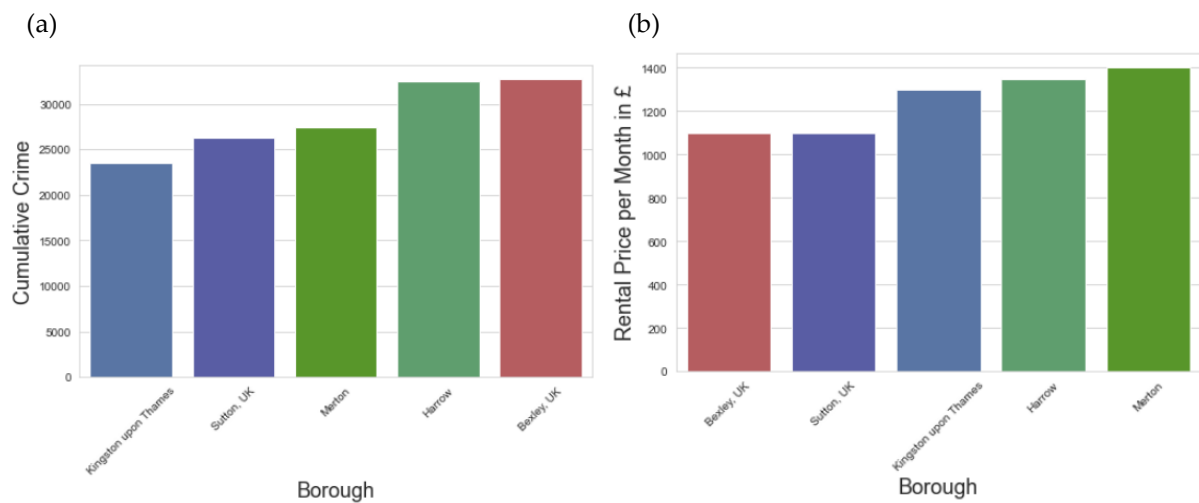 (a)
Cumulative Crime
30000
25000
20000
15000
10000
5000
0
Kingston upon Thames
Sutton, UK
Merton
Harrow
Bexley, UK
Borough
(b)
Rental Price per Month in £
1400
1200
1000
800
600
400
200
0
Bexley, UK
Sutton, UK
Kingston upon Thames
Harrow
Merton
Borough